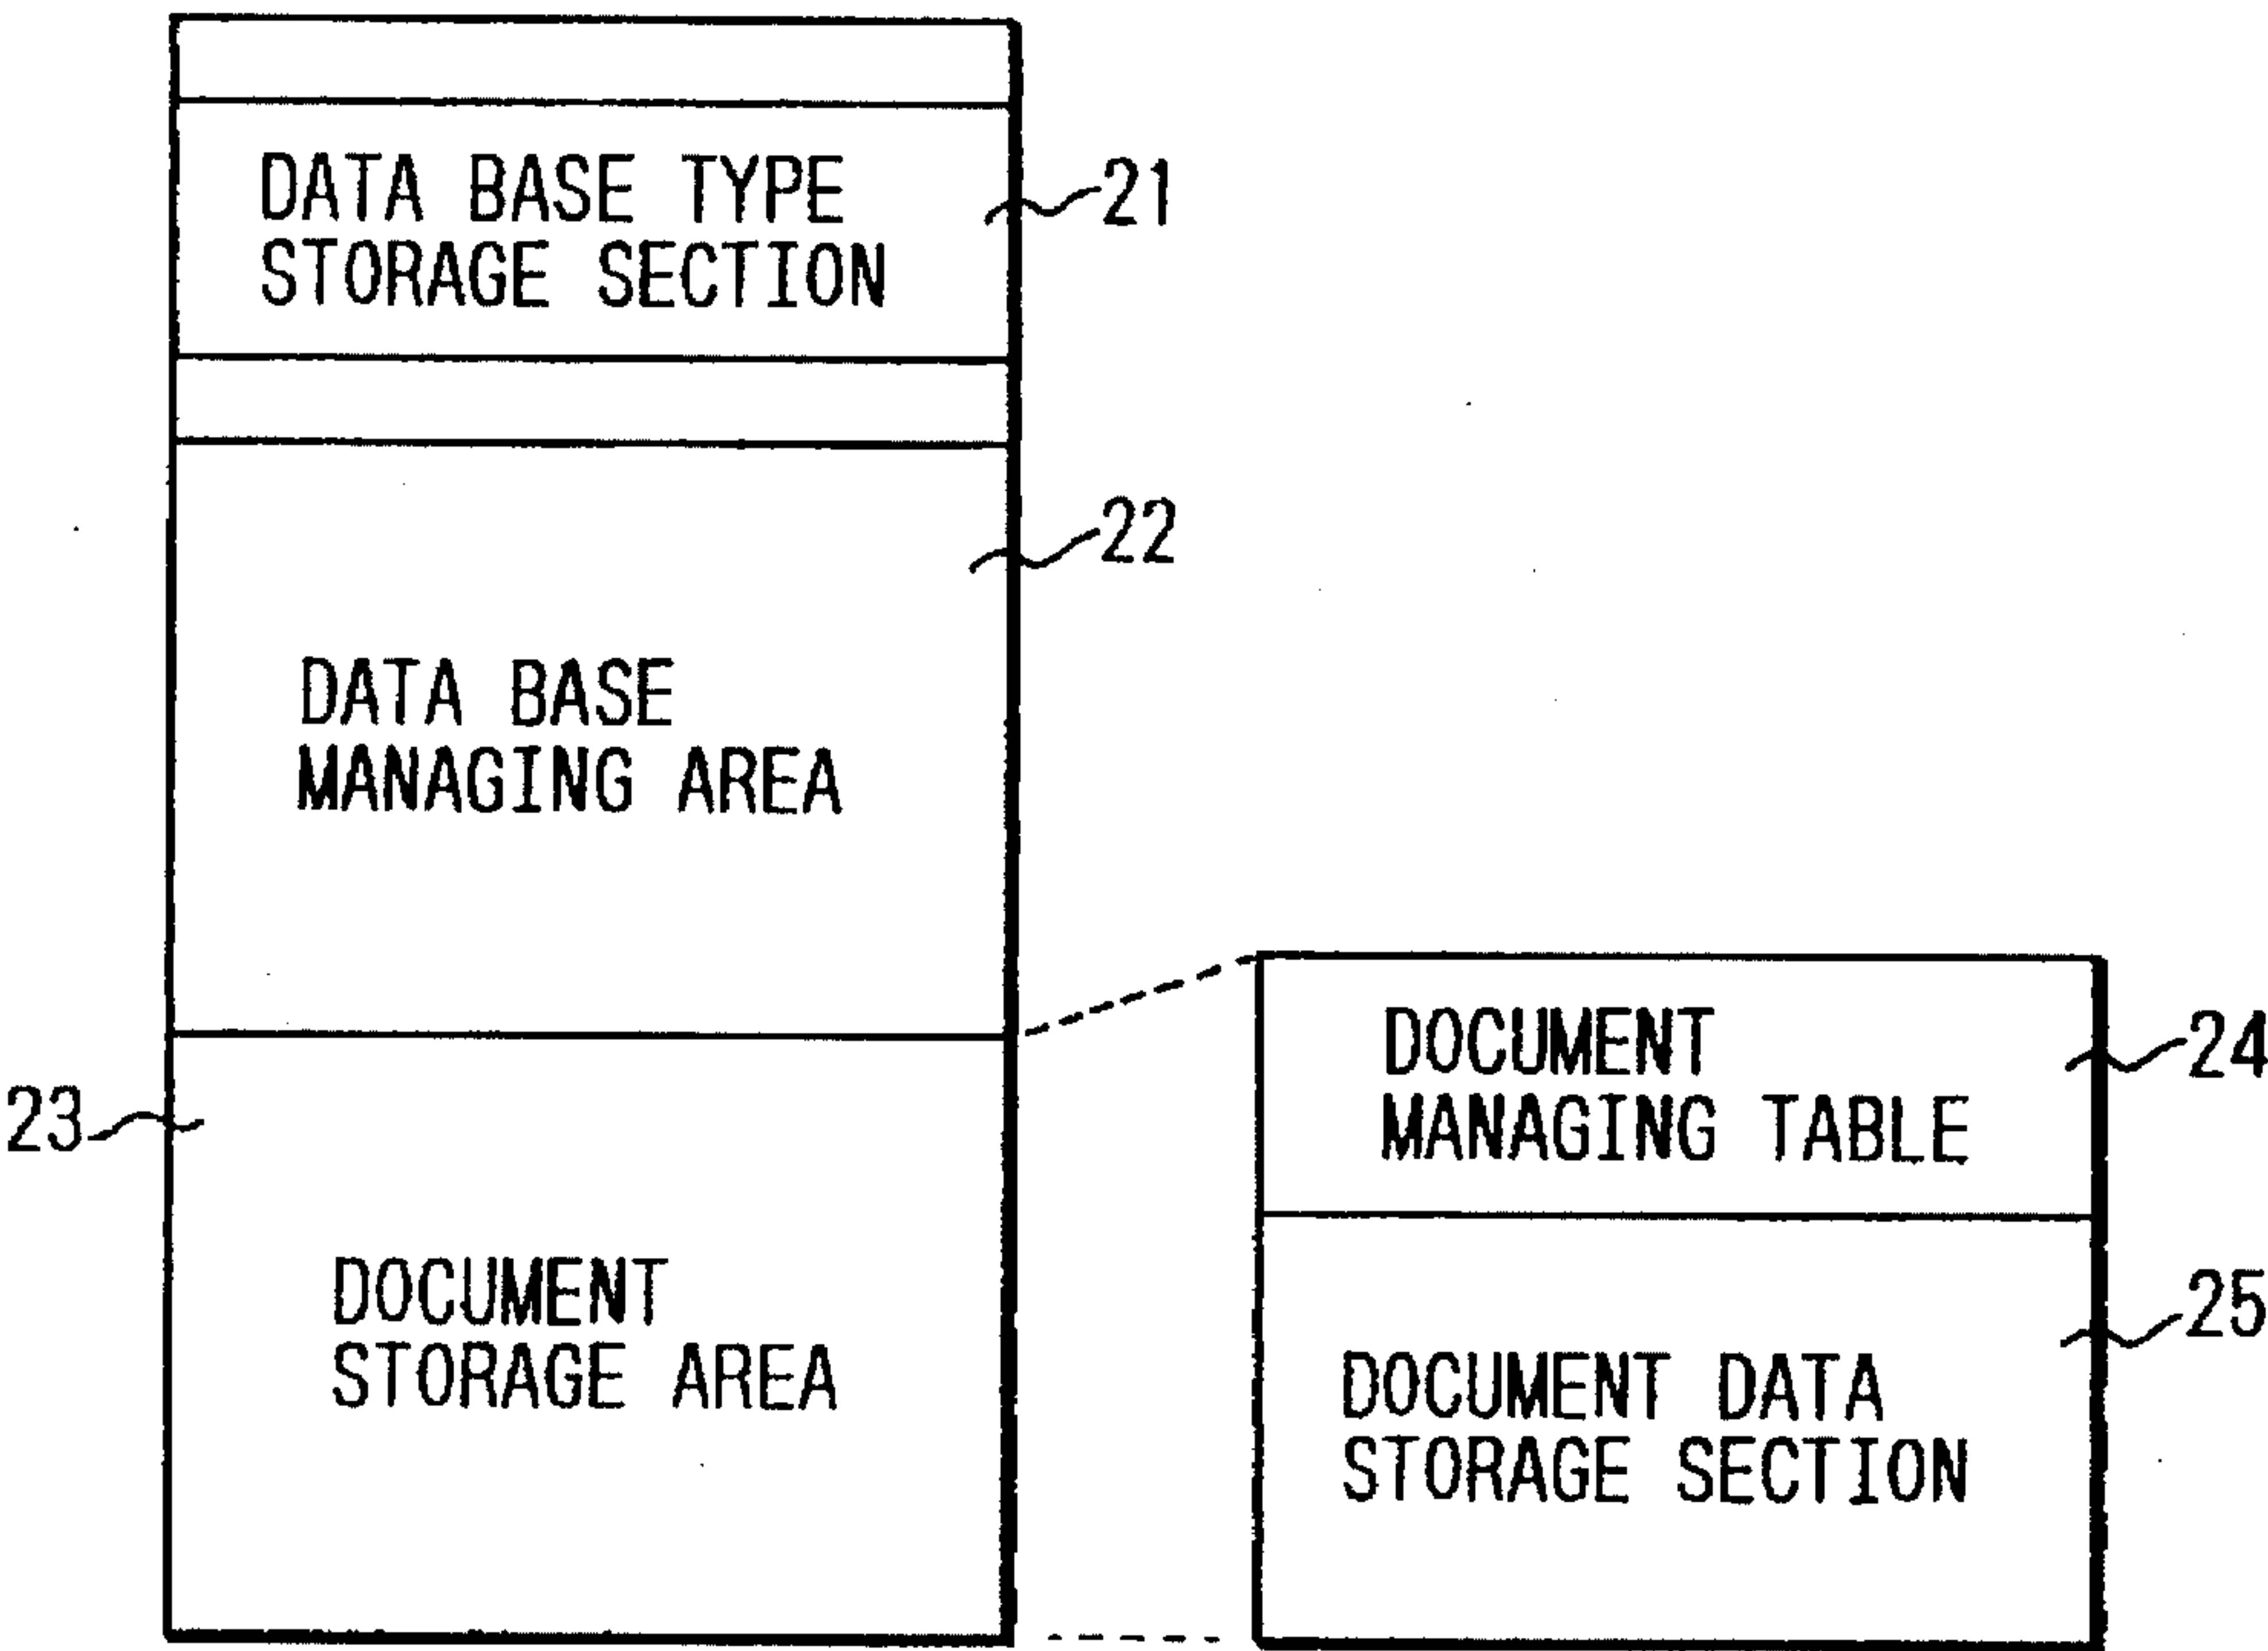 DATA BASE TYPE
STORAGE SECTION
21
22
DATA BASE
MANAGING AREA
23
DOCUMENT
STORAGE AREA
DOCUMENT
MANAGING TABLE
24
DOCUMENT DATA
STORAGE SECTION
25